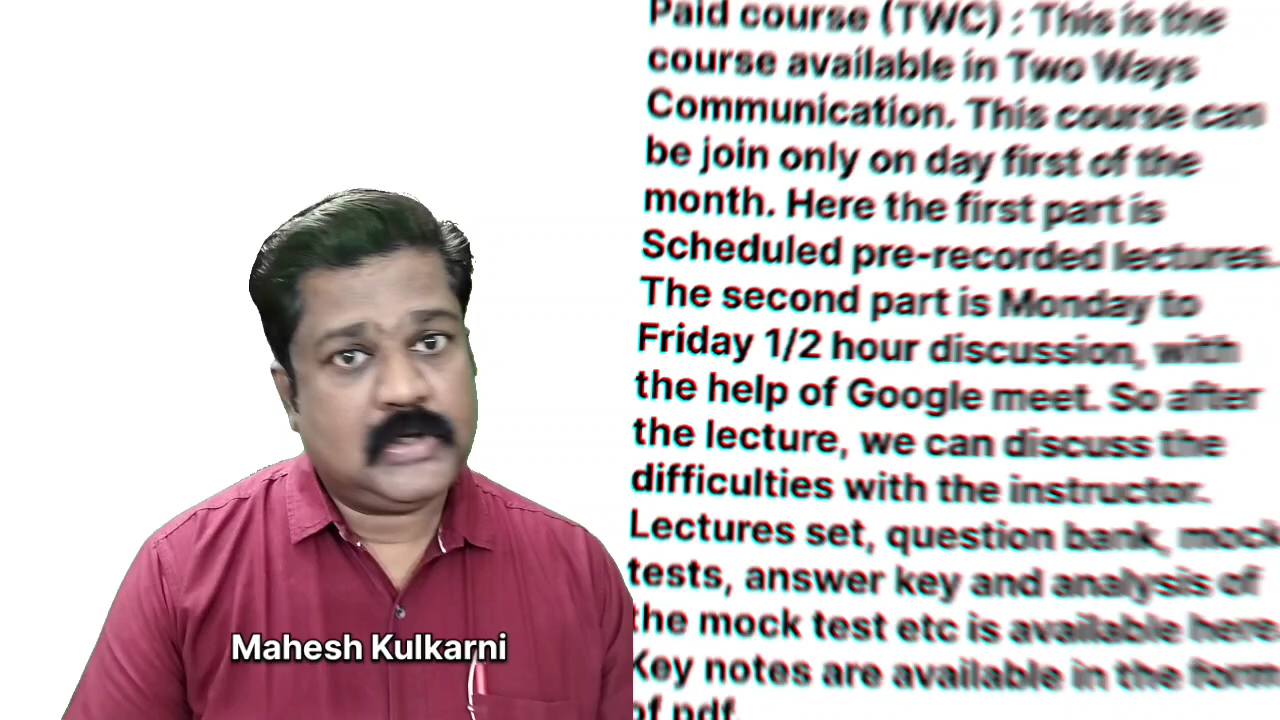 Paid course (TWC) : This is the
course available in Two Ways
Communication. This course can
be join only on day first of the
month. Here the first part is
Scheduled pre-recorded lectures.
The second part is Monday to
Friday 1/2 hour discussion, with
the help of Google meet. So after
the lecture, we can discuss the
difficulties with the instructor.
Lectures set, question bank, mock
tests, answer key and analysis of
the mock test etc is available here.
Key notes are available in the form
of pdf.
Mahesh Kulkarni